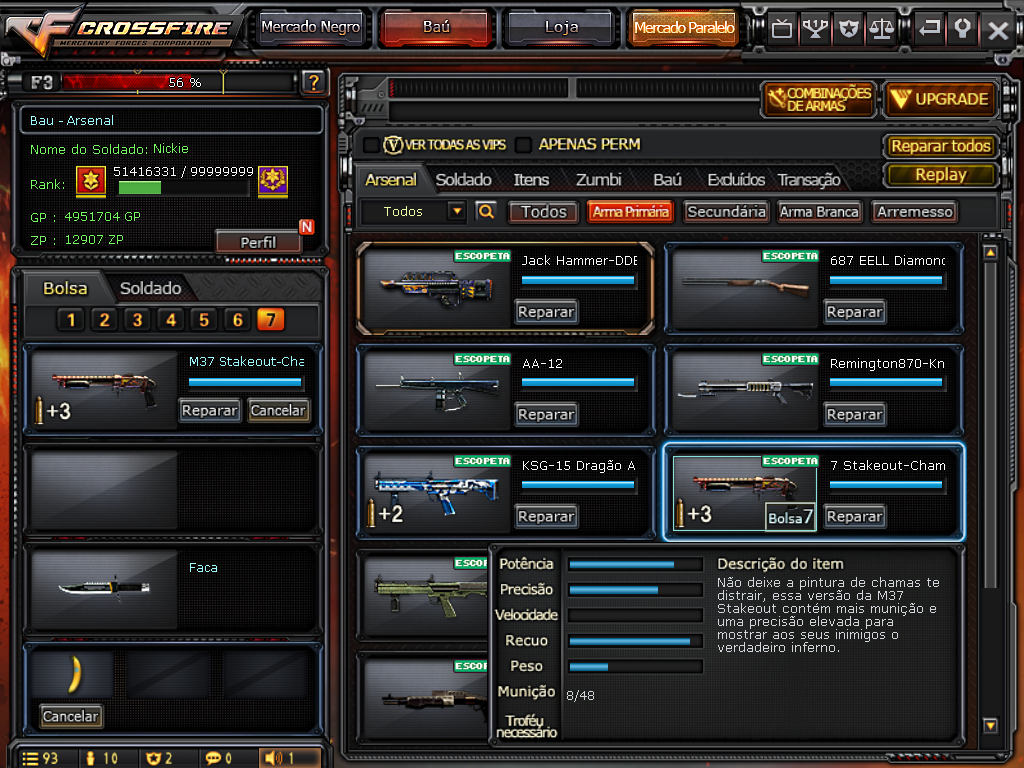 CROSSFIRE
MERCENARY FORCES CORPORATION
Mercado Negro
Baú
Loja
Mercado Paralelo
F3
56 %
?
Bau - Arsenal
Nome do Soldado: Nickie
Rank:
51416331 / 99999999
GP : 4951704 GP
ZP : 12907 ZP
N
Perfil
Bolsa
Soldado
1 2 3 4 5 6 7
M37 Stakeout-Cha
+3
Reparar
Cancelar
Faca
Cancelar
93
10
2
0
1
COMBINAÇÕES
DE ARMAS
UPGRADE
V VER TODAS AS VIPS
APENAS PERM
Reparar todos
Replay
Arsenal
Soldado
Itens
Zumbi
Baú
Excluídos
Transação
Todos
Todos
Arma Primária
Secundária
Arma Branca
Arremesso
ESCOPETA
Jack Hammer-DDE
Reparar
ESCOPETA
687 EELL Diamond
Reparar
ESCOPETA
AA-12
Reparar
ESCOPETA
Remington870-Kn
Reparar
ESCOPETA
KSG-15 Dragão A
+2
Reparar
ESCOPETA
7 Stakeout-Cham
+3
Bolsa7
Reparar
ESCO
ESCO
Potência
Precisão
Velocidade
Recuo
Peso
Munição
8/48
Troféu
necessário
Descrição do item
Não deixe a pintura de chamas te
distrair, essa versão da M37
Stakeout contém mais munição e
uma precisão elevada para
mostrar aos seus inimigos o
verdadeiro inferno.